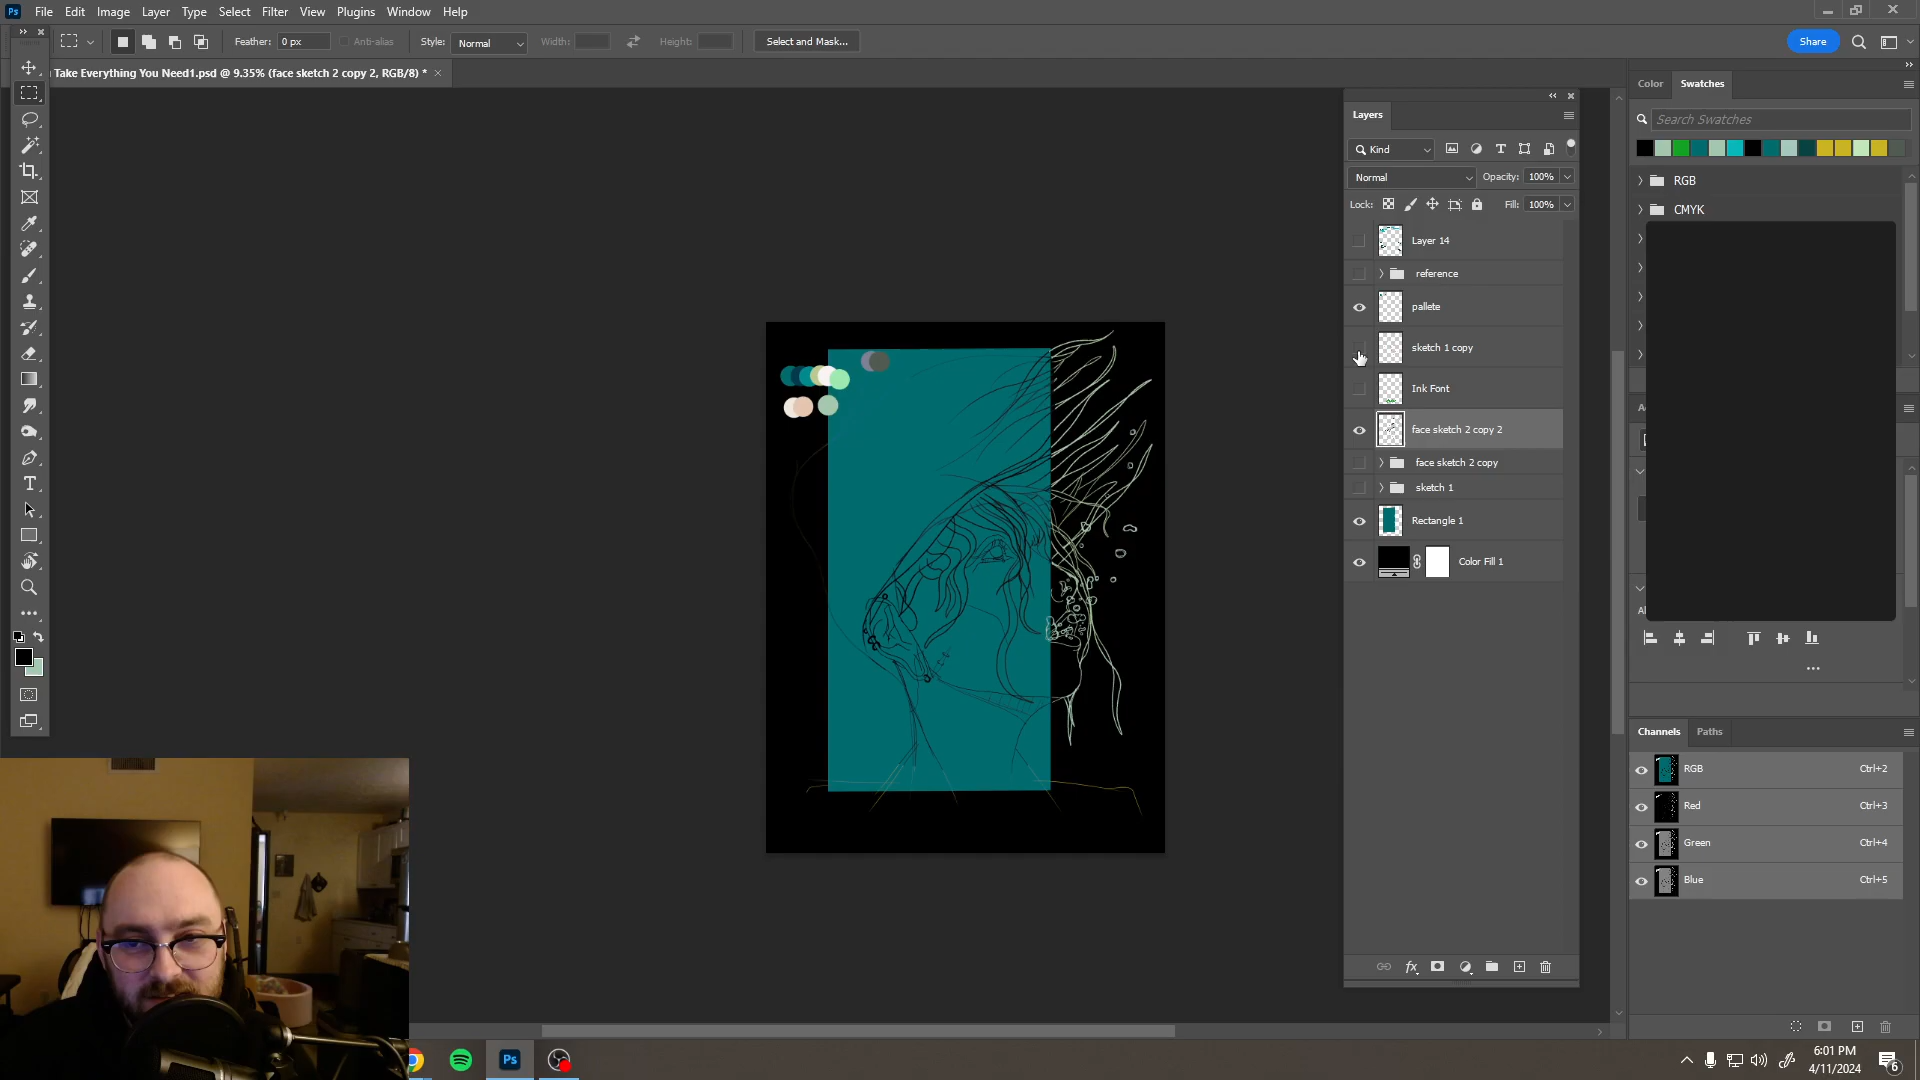 Ps File Edit Image Layer Type Select Filter View Plugins Window Help
Feather: 0 px Anti-alias Style: Normal Width: Height: Select and Mask... Share
Take Everything You Need1.psd @ 9.35% (face sketch 2 copy 2, RGB/8) *
Layers
Kind
Normal Opacity: 100%
Lock: Fill: 100%
Layer 14
reference
pallete
sketch 1 copy
Ink Font
face sketch 2 copy 2
face sketch 2 copy
sketch 1
Rectangle 1
Color Fill 1
fx
Color Swatches
Search Swatches
RGB
CMYK
Channels Paths
RGB Ctrl+2
Red Ctrl+3
Green Ctrl+4
Blue Ctrl+5
Ps
6:01 PM
4/11/2024
6